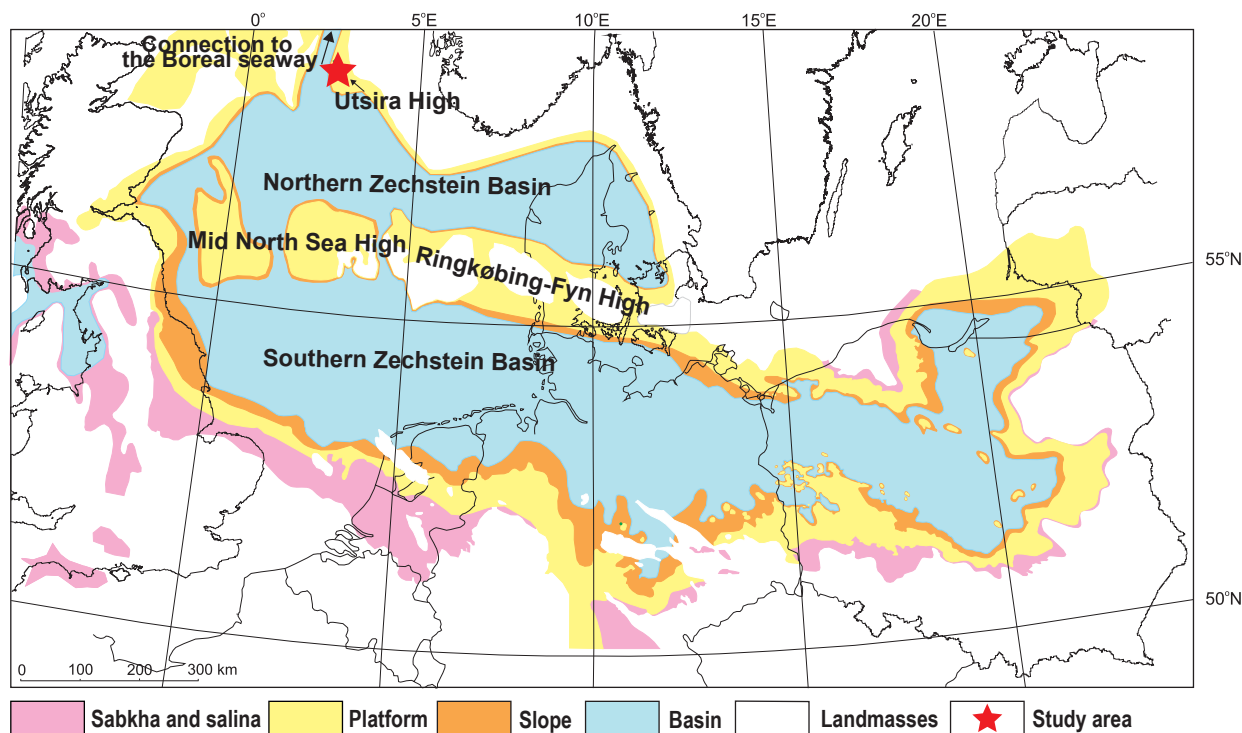 0° 5°E 10°E 15°E 20°E
Connection to
the Boreal seaway
Utsira High
Northern Zechstein Basin
Mid North Sea High
Ringkøbing-Fyn High
55°N
Southern Zechstein Basin
50°N
0 100 200 300 km
Sabkha and salina Platform Slope Basin Landmasses Study area